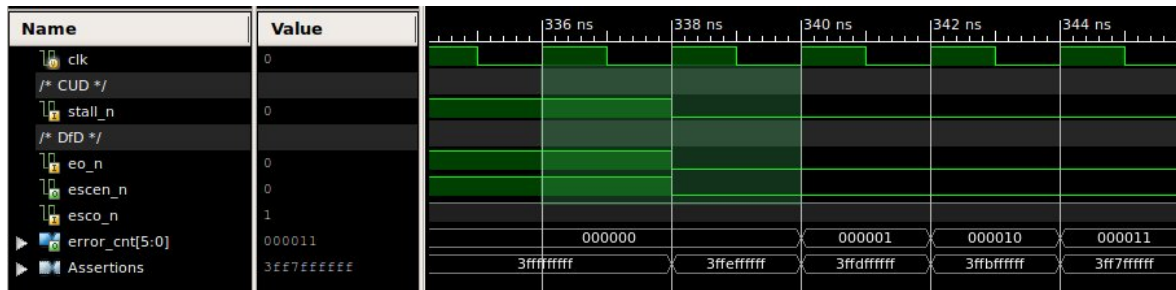 Name Value 336 ns 338 ns 340 ns 342 ns 344 ns
clk 0
/* CUD */
stall_n 0
/* DfD */
eo_n 0
escen_n 0
esco_n 1
error_cnt[5:0] 000011 000000 000001 000010 000011
Assertions 3ff7ffffff 3fffffffff 3ffeffffff 3ffdffffff 3ffbffffff 3ff7ffffff